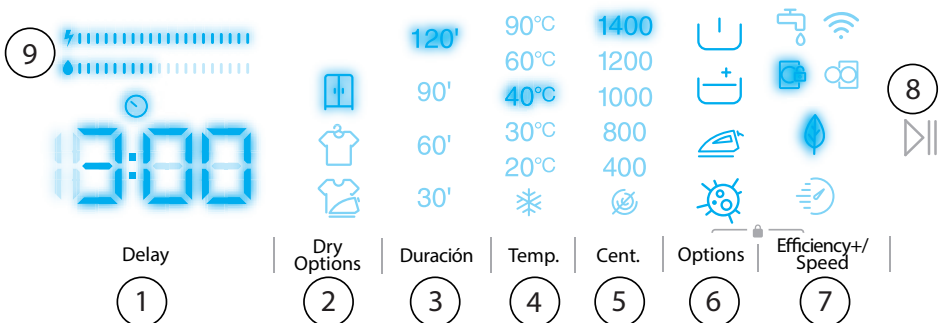 9
3:00
120'
90'
60'
30'
90°C
60°C
40°C
30°C
20°C
1400
1200
1000
800
400
8
Delay
Dry
Options
Duración
Temp.
Cent.
Options
Efficiency+/
Speed
1
2
3
4
5
6
7